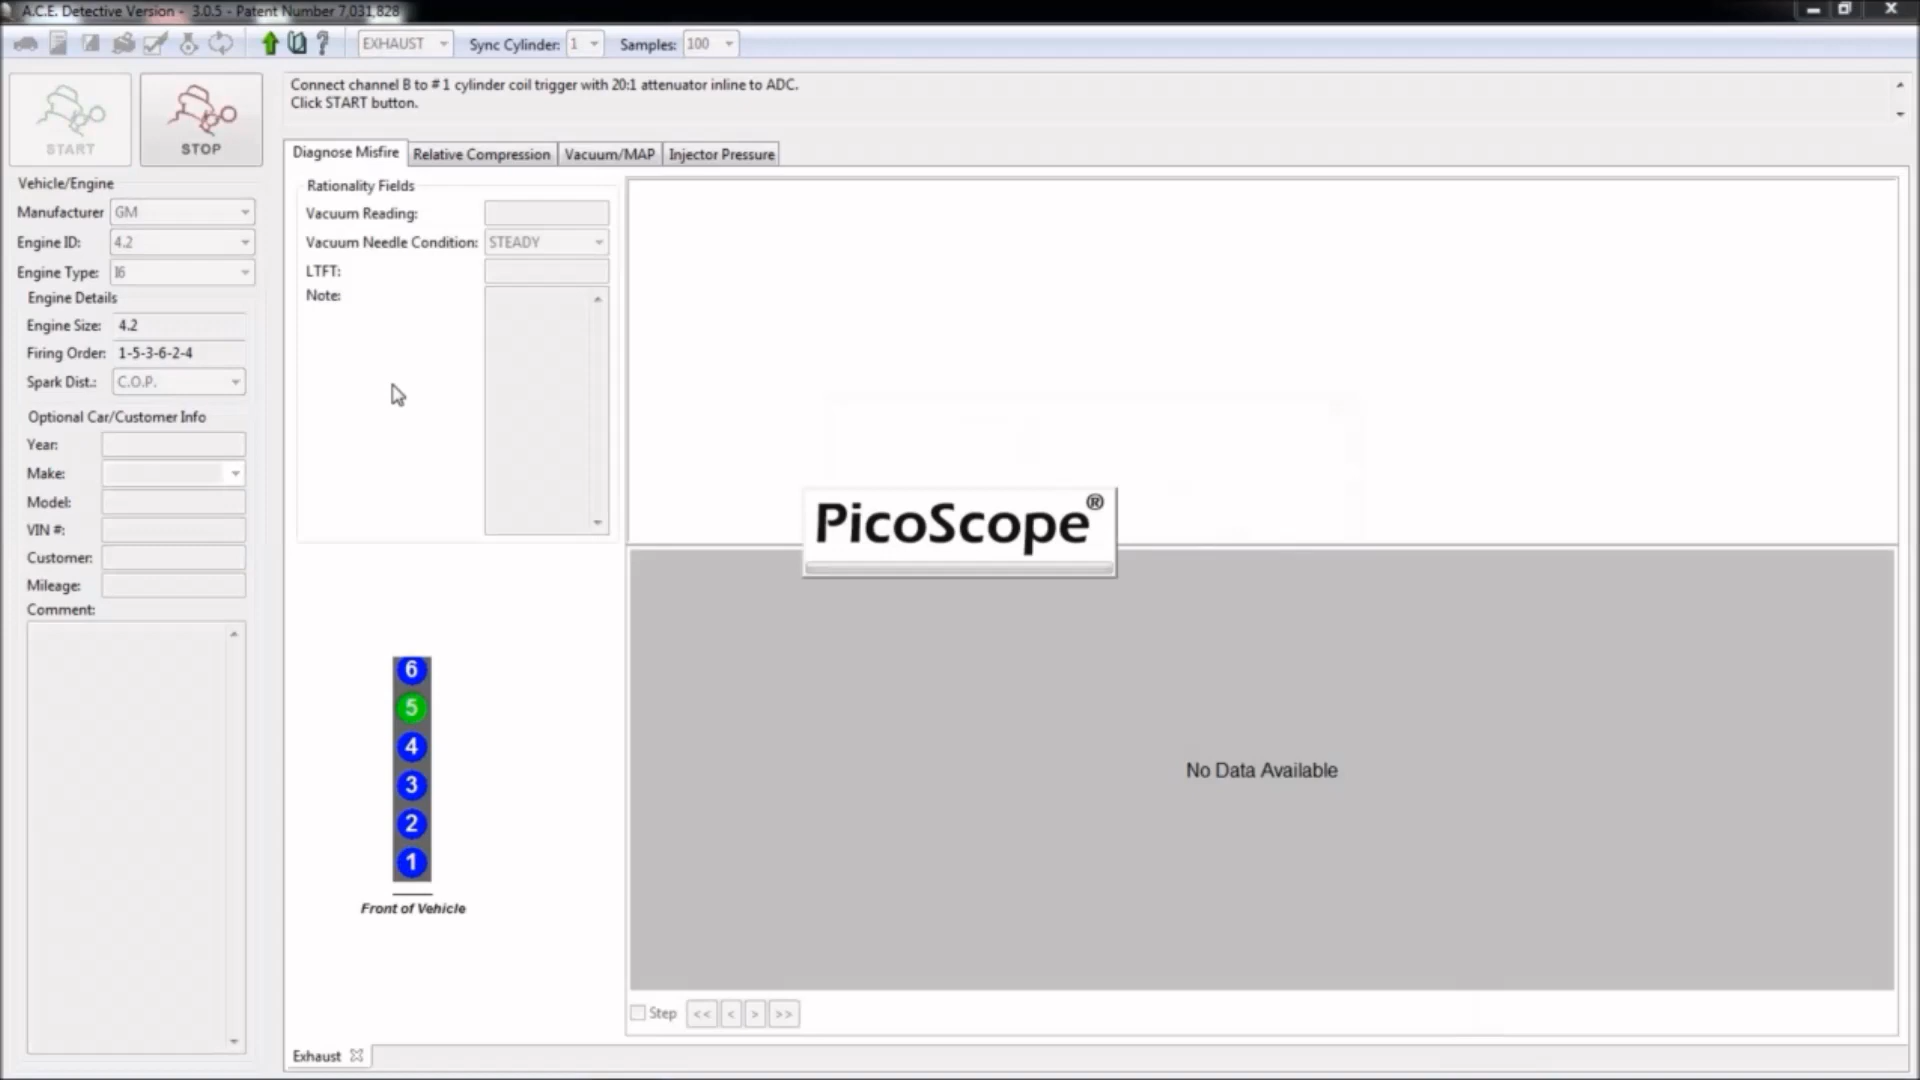 A.C.E. Detective Version - 3.0.5 - Patent Number 7,031,828
EXHAUST Sync Cylinder: 1 Samples: 100
START
STOP
Connect channel B to #1 cylinder coil trigger with 20:1 attenuator inline to ADC.
Click START button.
Vehicle/Engine
Manufacturer GM
Engine ID: 4.2
Engine Type: I6
Engine Details
Engine Size: 4.2
Firing Order: 1-5-3-6-2-4
Spark Dist.: C.O.P.
Optional Car/Customer Info
Year:
Make:
Model:
VIN #:
Customer:
Mileage:
Comment:
Diagnose Misfire Relative Compression Vacuum/MAP Injector Pressure
Rationality Fields
Vacuum Reading:
Vacuum Needle Condition: STEADY
LTFT:
Note:
6
5
4
3
2
1
Front of Vehicle
PicoScope®
No Data Available
Step << < > >>
Exhaust